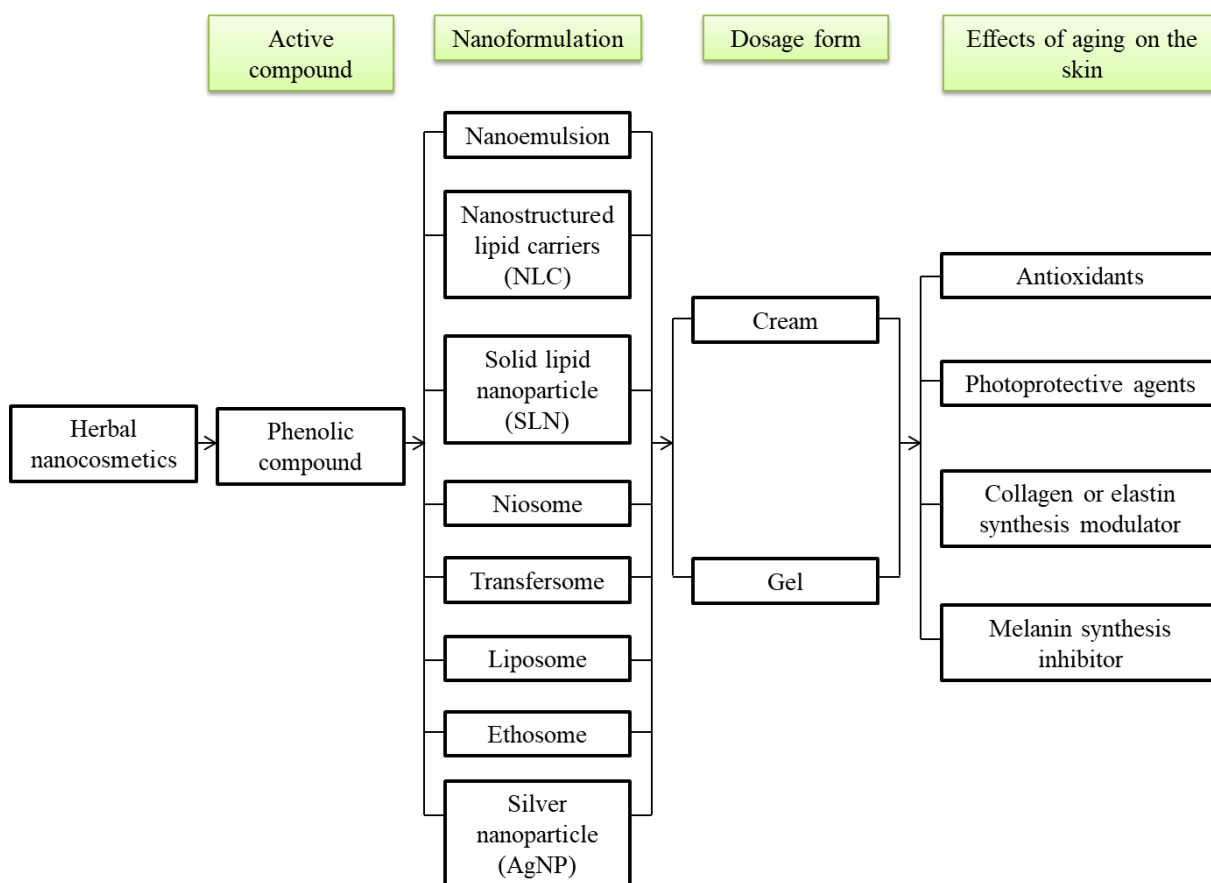 Active
compound
Nanoformulation
Dosage form
Effects of aging on the
skin
Herbal
nanocosmetics
Phenolic
compound
Nanoemulsion
Nanostructured
lipid carriers
(NLC)
Solid lipid
nanoparticle
(SLN)
Niosome
Transfersome
Liposome
Ethosome
Silver
nanoparticle
(AgNP)
Cream
Gel
Antioxidants
Photoprotective agents
Collagen or elastin
synthesis modulator
Melanin synthesis
inhibitor